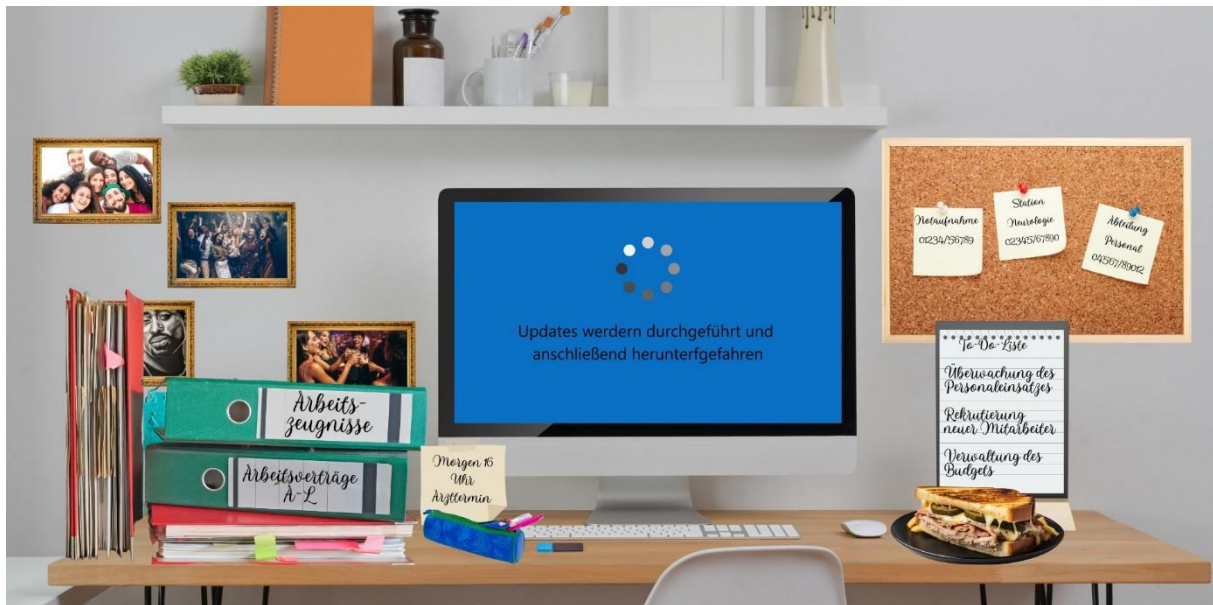 Updates werdern durchgeführt und
anschließend herunterfgefahren
Notaufnahme
01234/56789
Station
Neurologie
02345/67890
Abteilung
Personal
04567/89012
To-Do-Liste
Überwachung des
Personaleinsatzes
Rekrutierung
neuer Mitarbeiter
Verwaltung des
Budgets
Arbeits-
zeugnisse
Arbeitsverträge
A-L
Morgen 16
Uhr
Arzttermin